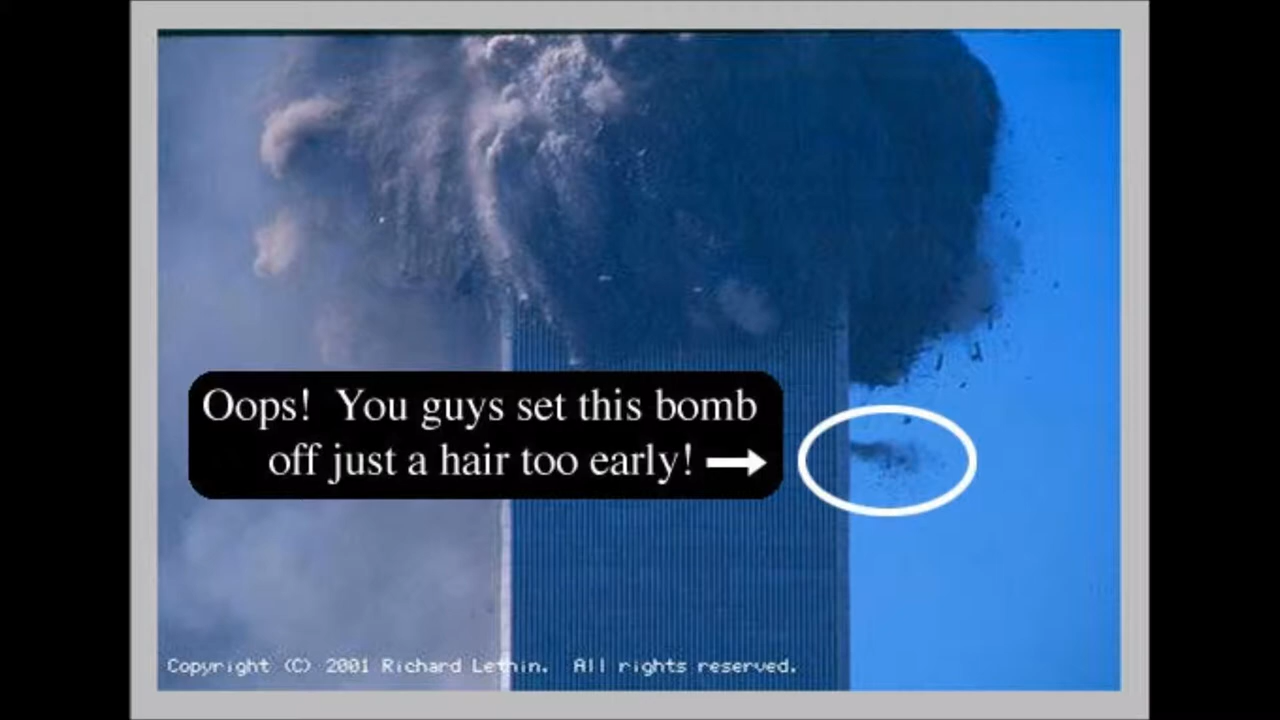 Oops! You guys set this bomb
off just a hair too early!
Copyright (C) 2001 Richard Lethin. All rights reserved.